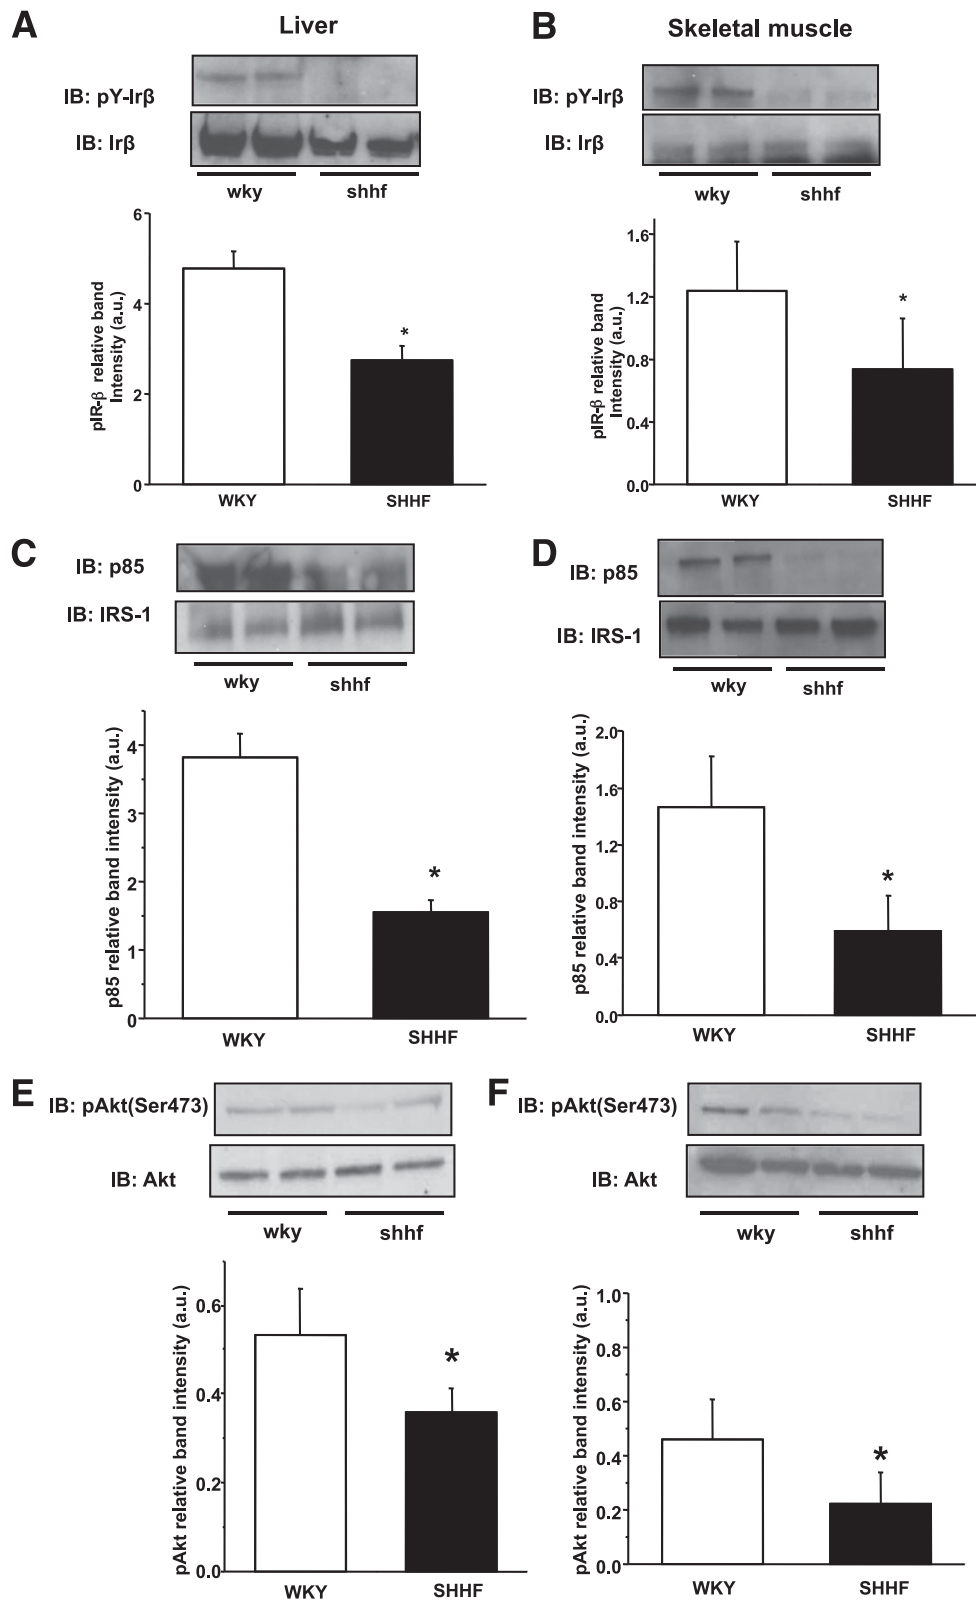 A
Liver
IB: pY-Irβ
IB: Irβ
wky shhf
pIR-β relative band
Intensity (a.u.)
6
4
2
0
*
WKY SHHF
B
Skeletal muscle
IB: pY-Irβ
IB: Irβ
wky shhf
pIR-β relative band
Intensity (a.u.)
1.6
1.2
0.8
0.4
0.0
*
WKY SHHF
C
IB: p85
IB: IRS-1
wky shhf
p85 relative band intensity (a.u.)
4
3
2
1
0
*
WKY SHHF
D
IB: p85
IB: IRS-1
wky shhf
p85 relative band intensity (a.u.)
2.0
1.6
1.2
0.8
0.4
0.0
*
WKY SHHF
E
IB: pAkt(Ser473)
IB: Akt
wky shhf
pAkt relative band intensity (a.u.)
0.6
0.4
0.2
0.0
*
WKY SHHF
F
IB: pAkt(Ser473)
IB: Akt
wky shhf
pAkt relative band intensity (a.u.)
1.0
0.8
0.6
0.4
0.2
0.0
*
WKY SHHF